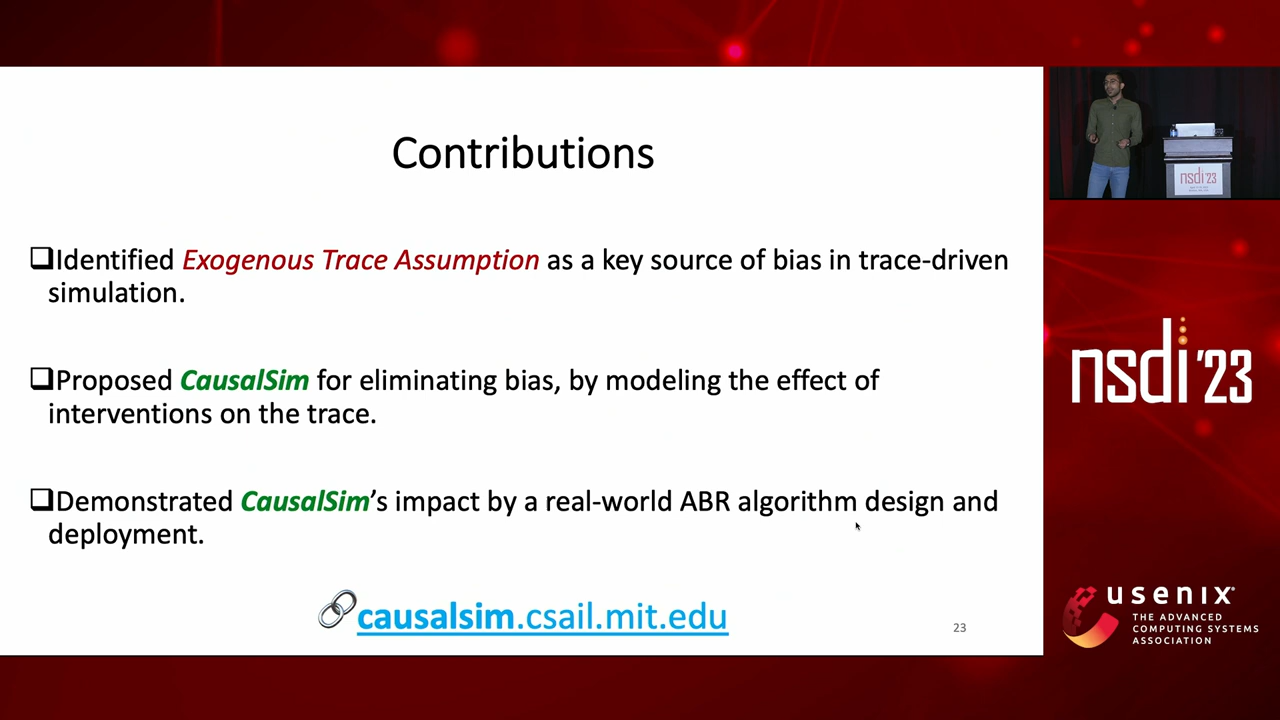 Contributions
❑Identified Exogenous Trace Assumption as a key source of bias in trace-driven
simulation.
❑Proposed CausalSim for eliminating bias, by modeling the effect of
interventions on the trace.
❑Demonstrated CausalSim's impact by a real-world ABR algorithm design and
deployment.
causalsim.csail.mit.edu
23
nsdi'23
nsdi '23
usenix®
THE ADVANCED
COMPUTING SYSTEMS
ASSOCIATION